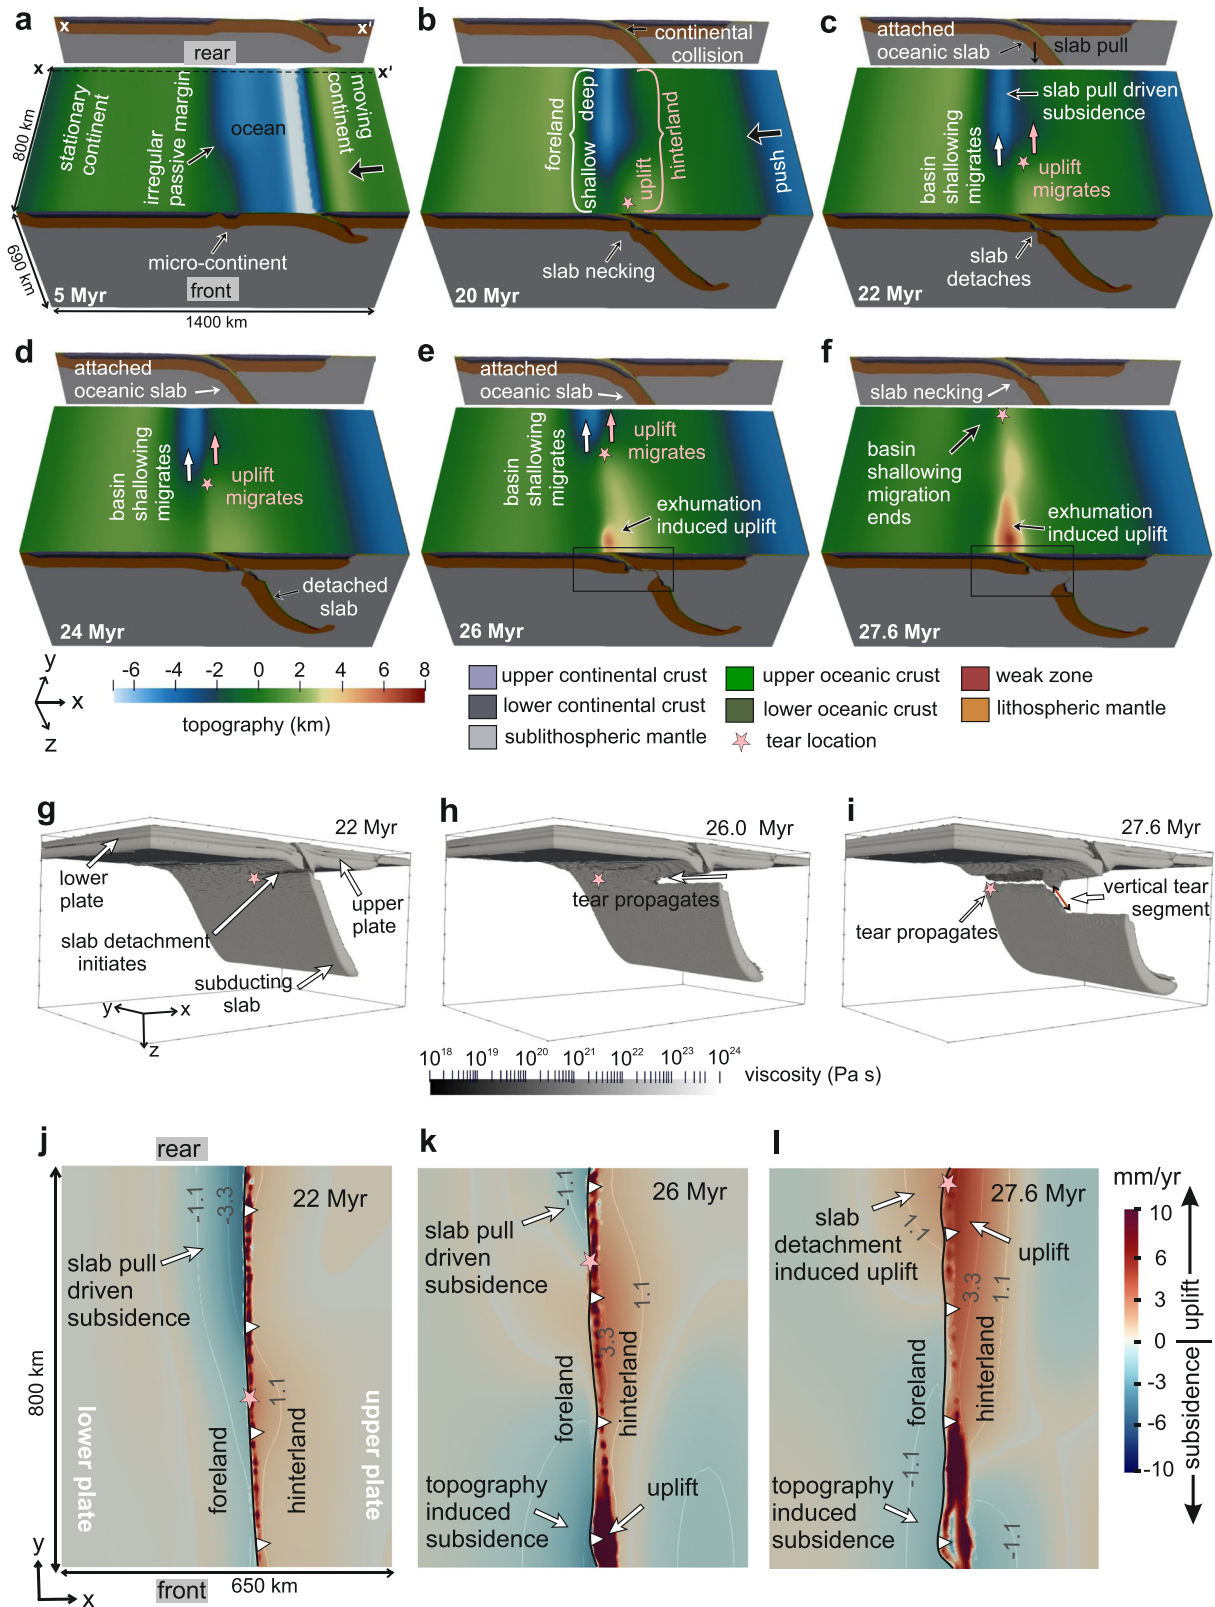 a
x
x'
rear
x
x'
stationary
continent
irregular
passive margin
ocean
moving
continent
800 km
690 km
micro-continent
front
5 Myr
1400 km
b
continental
collision
foreland
shallow deep
uplift
hinterland
push
slab necking
20 Myr
c
attached
oceanic slab
slab pull
slab pull driven
subsidence
basin
shallowing
migrates
uplift
migrates
slab
detaches
22 Myr
d
attached
oceanic slab
basin
shallowing
migrates
uplift
migrates
detached
slab
24 Myr
e
attached
oceanic slab
basin
shallowing
migrates
uplift
migrates
exhumation
induced uplift
26 Myr
f
slab necking
basin
shallowing
migration
ends
exhumation
induced uplift
27.6 Myr
y
x
z
-6 -4 -2 0 2 4 6 8
topography (km)
upper continental crust
lower continental crust
sublithospheric mantle
upper oceanic crust
lower oceanic crust
tear location
weak zone
lithospheric mantle
g
22 Myr
lower
plate
upper
plate
slab detachment
initiates
subducting
slab
y
x
z
h
26.0 Myr
tear propagates
i
27.6 Myr
vertical tear
segment
tear propagates
10^18 10^19 10^20 10^21 10^22 10^23 10^24
viscosity (Pa s)
j
rear
22 Myr
-1.1
-3.3
slab pull
driven
subsidence
1.1
800 km
lower plate
foreland
hinterland
upper plate
y
x
front
650 km
k
26 Myr
-1.1
slab pull
driven
subsidence
1.1
3.3
foreland
hinterland
topography
induced
subsidence
uplift
l
27.6 Myr
slab
detachment
induced uplift
1.1
uplift
3.3
1.1
foreland
hinterland
-1.1
topography
induced
subsidence
-1.1
mm/yr
10
6
3
0
-3
-6
-10
uplift
subsidence